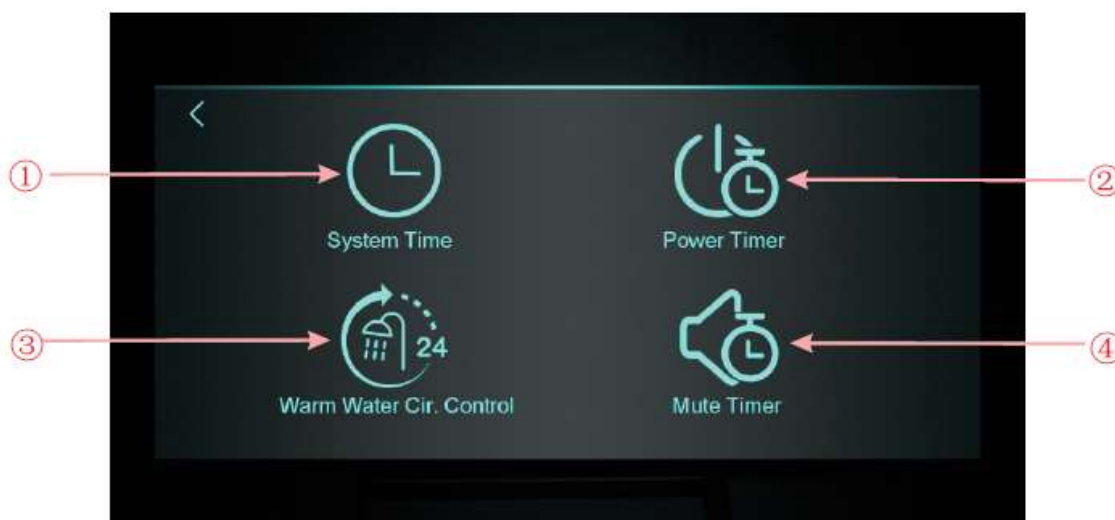 ①
System Time
②
Power Timer
③
24
Warm Water Cir. Control
④
Mute Timer